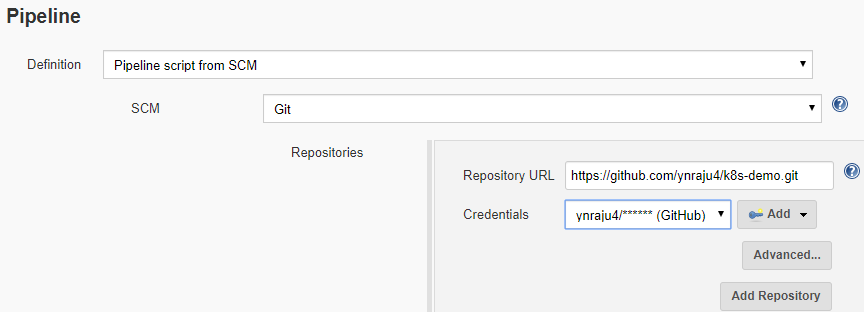 Pipeline
Definition Pipeline script from SCM
SCM Git
Repositories
Repository URL https://github.com/ynraju4/k8s-demo.git
Credentials ynraju4/****** (GitHub) Add
Advanced...
Add Repository